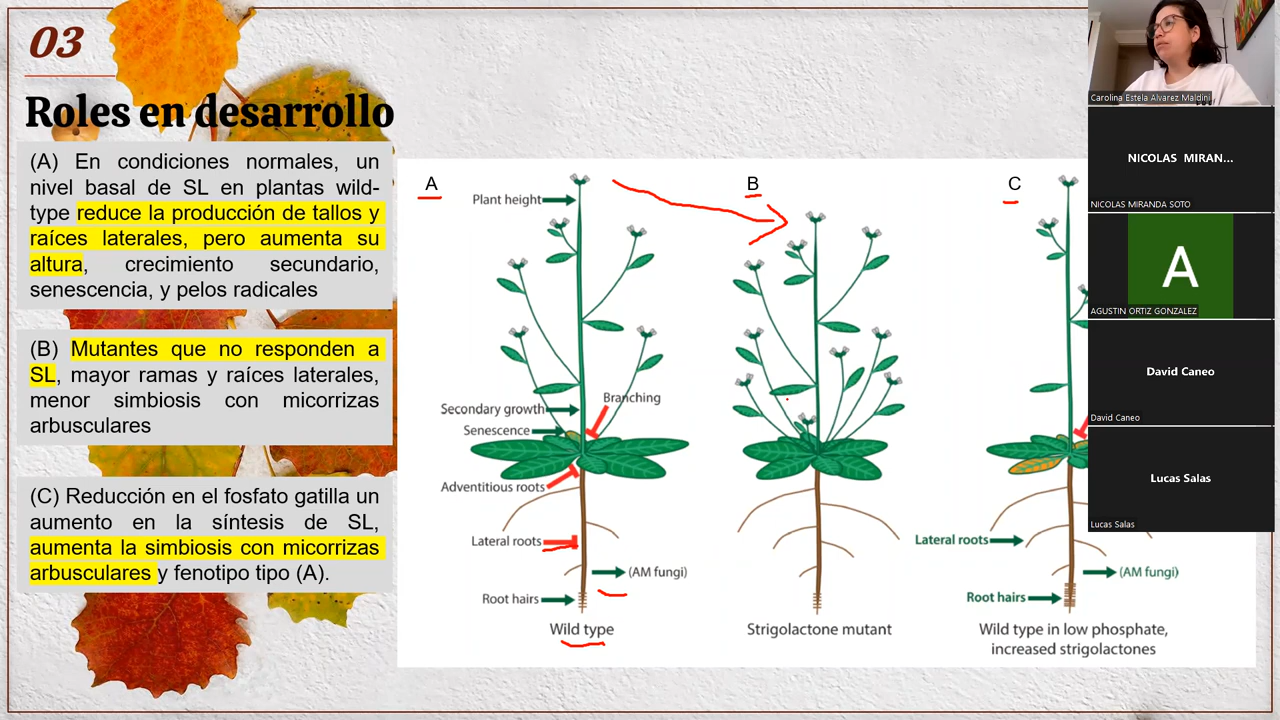 03
Roles en desarrollo
(A) En condiciones normales, un
nivel basal de SL en plantas wild-
type reduce la producción de tallos y
raíces laterales, pero aumenta su
altura, crecimiento secundario,
senescencia, y pelos radicales
(B) Mutantes que no responden a
SL, mayor ramas y raíces laterales,
menor simbiosis con micorrizas
arbusculares
(C) Reducción en el fosfato gatilla un
aumento en la síntesis de SL,
aumenta la simbiosis con micorrizas
arbusculares y fenotipo tipo (A).
A
Plant height
Secondary growth
Branching
Senescence
Adventitious roots
Lateral roots
(AM fungi)
Root hairs
Wild type
B
Strigolactone mutant
C
Lateral roots
(AM fungi)
Root hairs
Wild type in low phosphate,
increased strigolactones
Carolina Estela Alvarez Maldini
NICOLAS MIRAN...
NICOLAS MIRANDA SOTO
A
AGUSTIN ORTIZ GONZALEZ
David Caneo
David Caneo
Lucas Salas
Lucas Salas